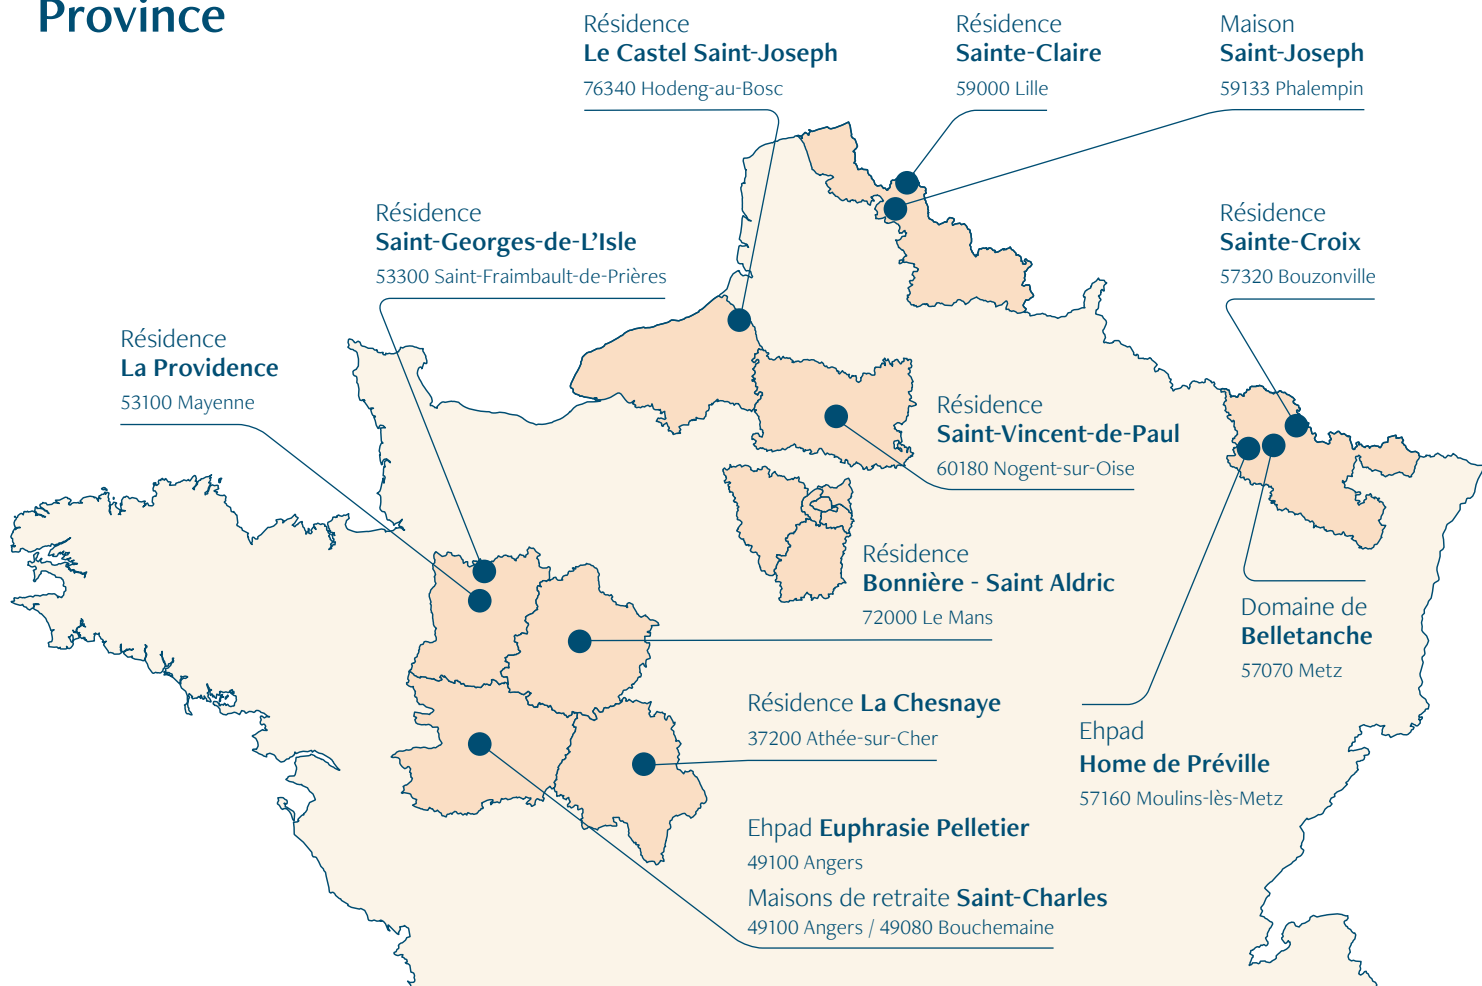 Province
Résidence
Le Castel Saint-Joseph
76340 Hodeng-au-Bosc
Résidence
Sainte-Claire
59000 Lille
Maison
Saint-Joseph
59133 Phalempin
Résidence
Saint-Georges-de-L’Isle
53300 Saint-Fraimbault-de-Prières
Résidence
Sainte-Croix
57320 Bouzonville
Résidence
La Providence
53100 Mayenne
Résidence
Saint-Vincent-de-Paul
60180 Nogent-sur-Oise
Résidence
Bonnière - Saint Aldric
72000 Le Mans
Domaine de
Belletanche
57070 Metz
Résidence La Chesnaye
37200 Athée-sur-Cher
Ehpad
Home de Préville
57160 Moulins-lès-Metz
Ehpad Euphrasie Pelletier
49100 Angers
Maisons de retraite Saint-Charles
49100 Angers / 49080 Bouchemaine